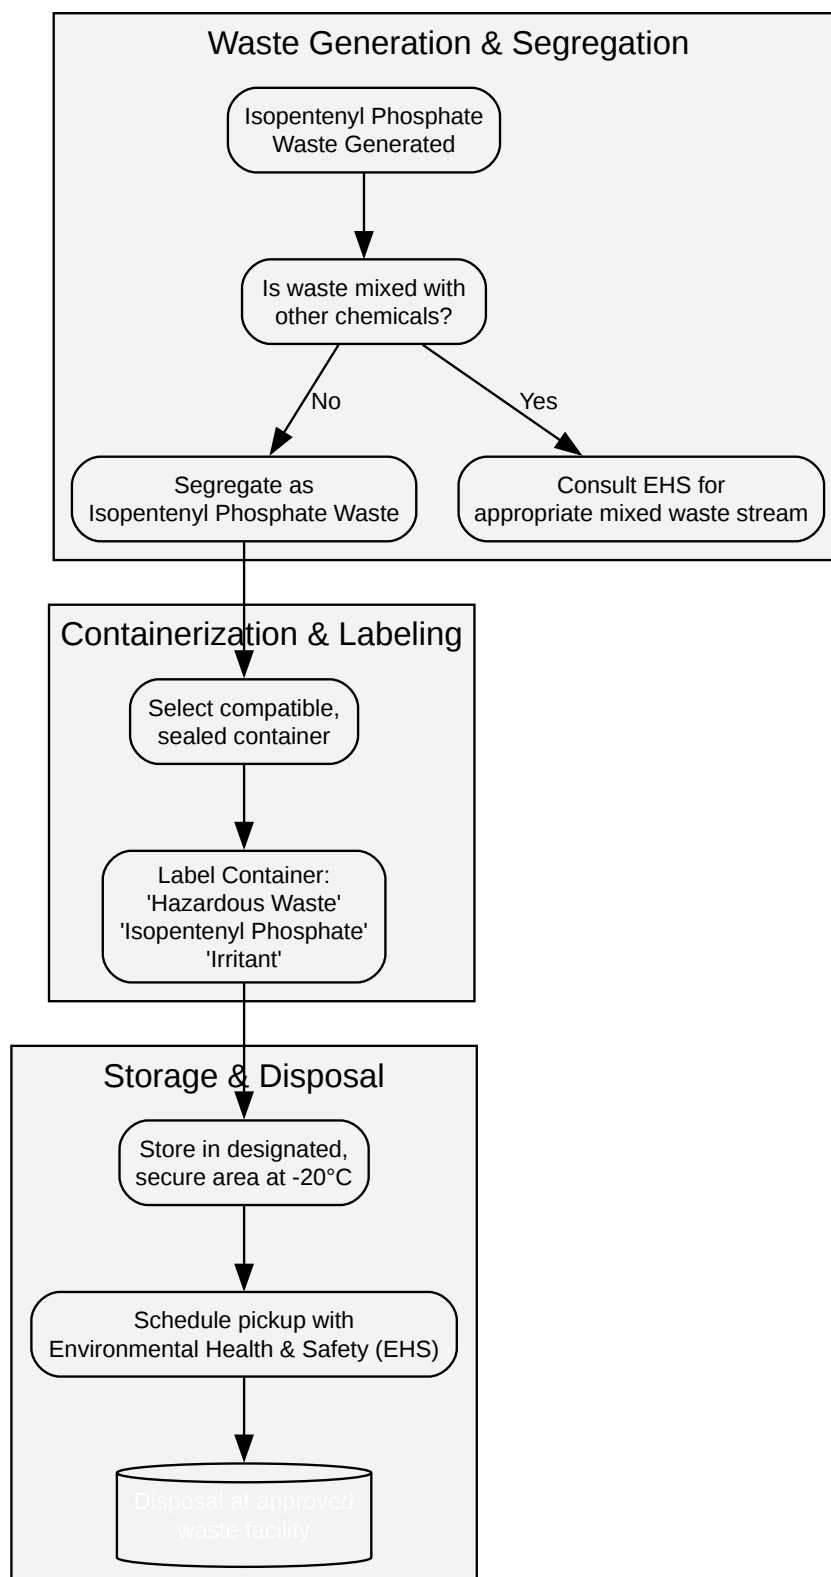 Waste Generation & Segregation
Isopentenyl Phosphate
Waste Generated
Is waste mixed with
other chemicals?
No
Yes
Segregate as
Isopentenyl Phosphate Waste
Consult EHS for
appropriate mixed waste stream
Containerization & Labeling
Select compatible,
sealed container
Label Container:
'Hazardous Waste'
'Isopentenyl Phosphate'
'Irritant'
Storage & Disposal
Store in designated,
secure area at -20°C
Schedule pickup with
Environmental Health & Safety (EHS)
Disposal at approved
waste facility